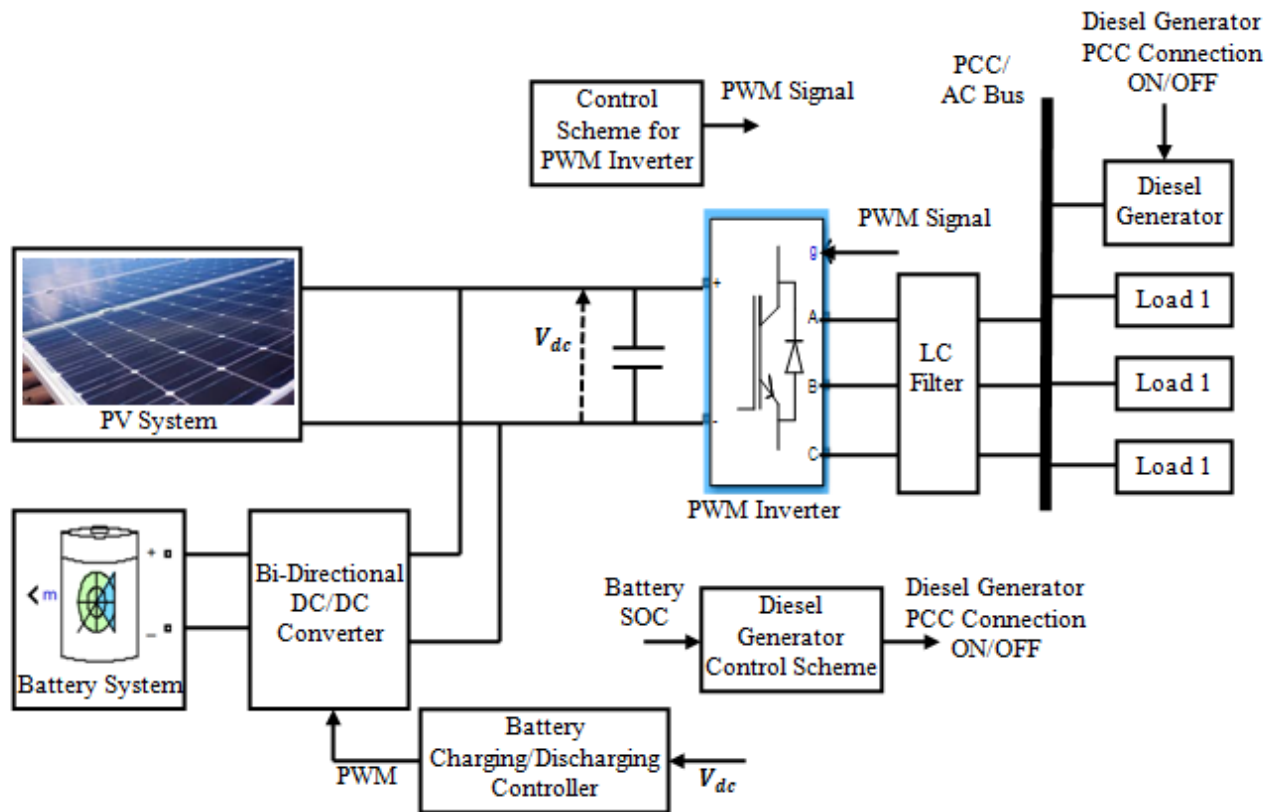 Diesel Generator
PCC Connection
ON/OFF
PCC/
AC Bus
Control
Scheme for
PWM Inverter
PWM Signal
Diesel
Generator
PWM Signal
g
+
A
Load 1
V_dc
LC
Filter
B
Load 1
PV System
-
C
Load 1
PWM Inverter
+
m
-
Battery System
Bi-Directional
DC/DC
Converter
Battery
SOC
Diesel
Generator
Control Scheme
Diesel Generator
PCC Connection
ON/OFF
PWM
Battery
Charging/Discharging
Controller
V_dc